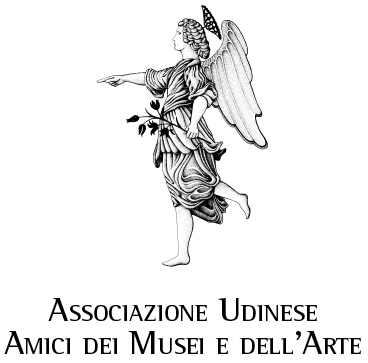 Associazione Udinese
Amici dei Musei e dell'Arte